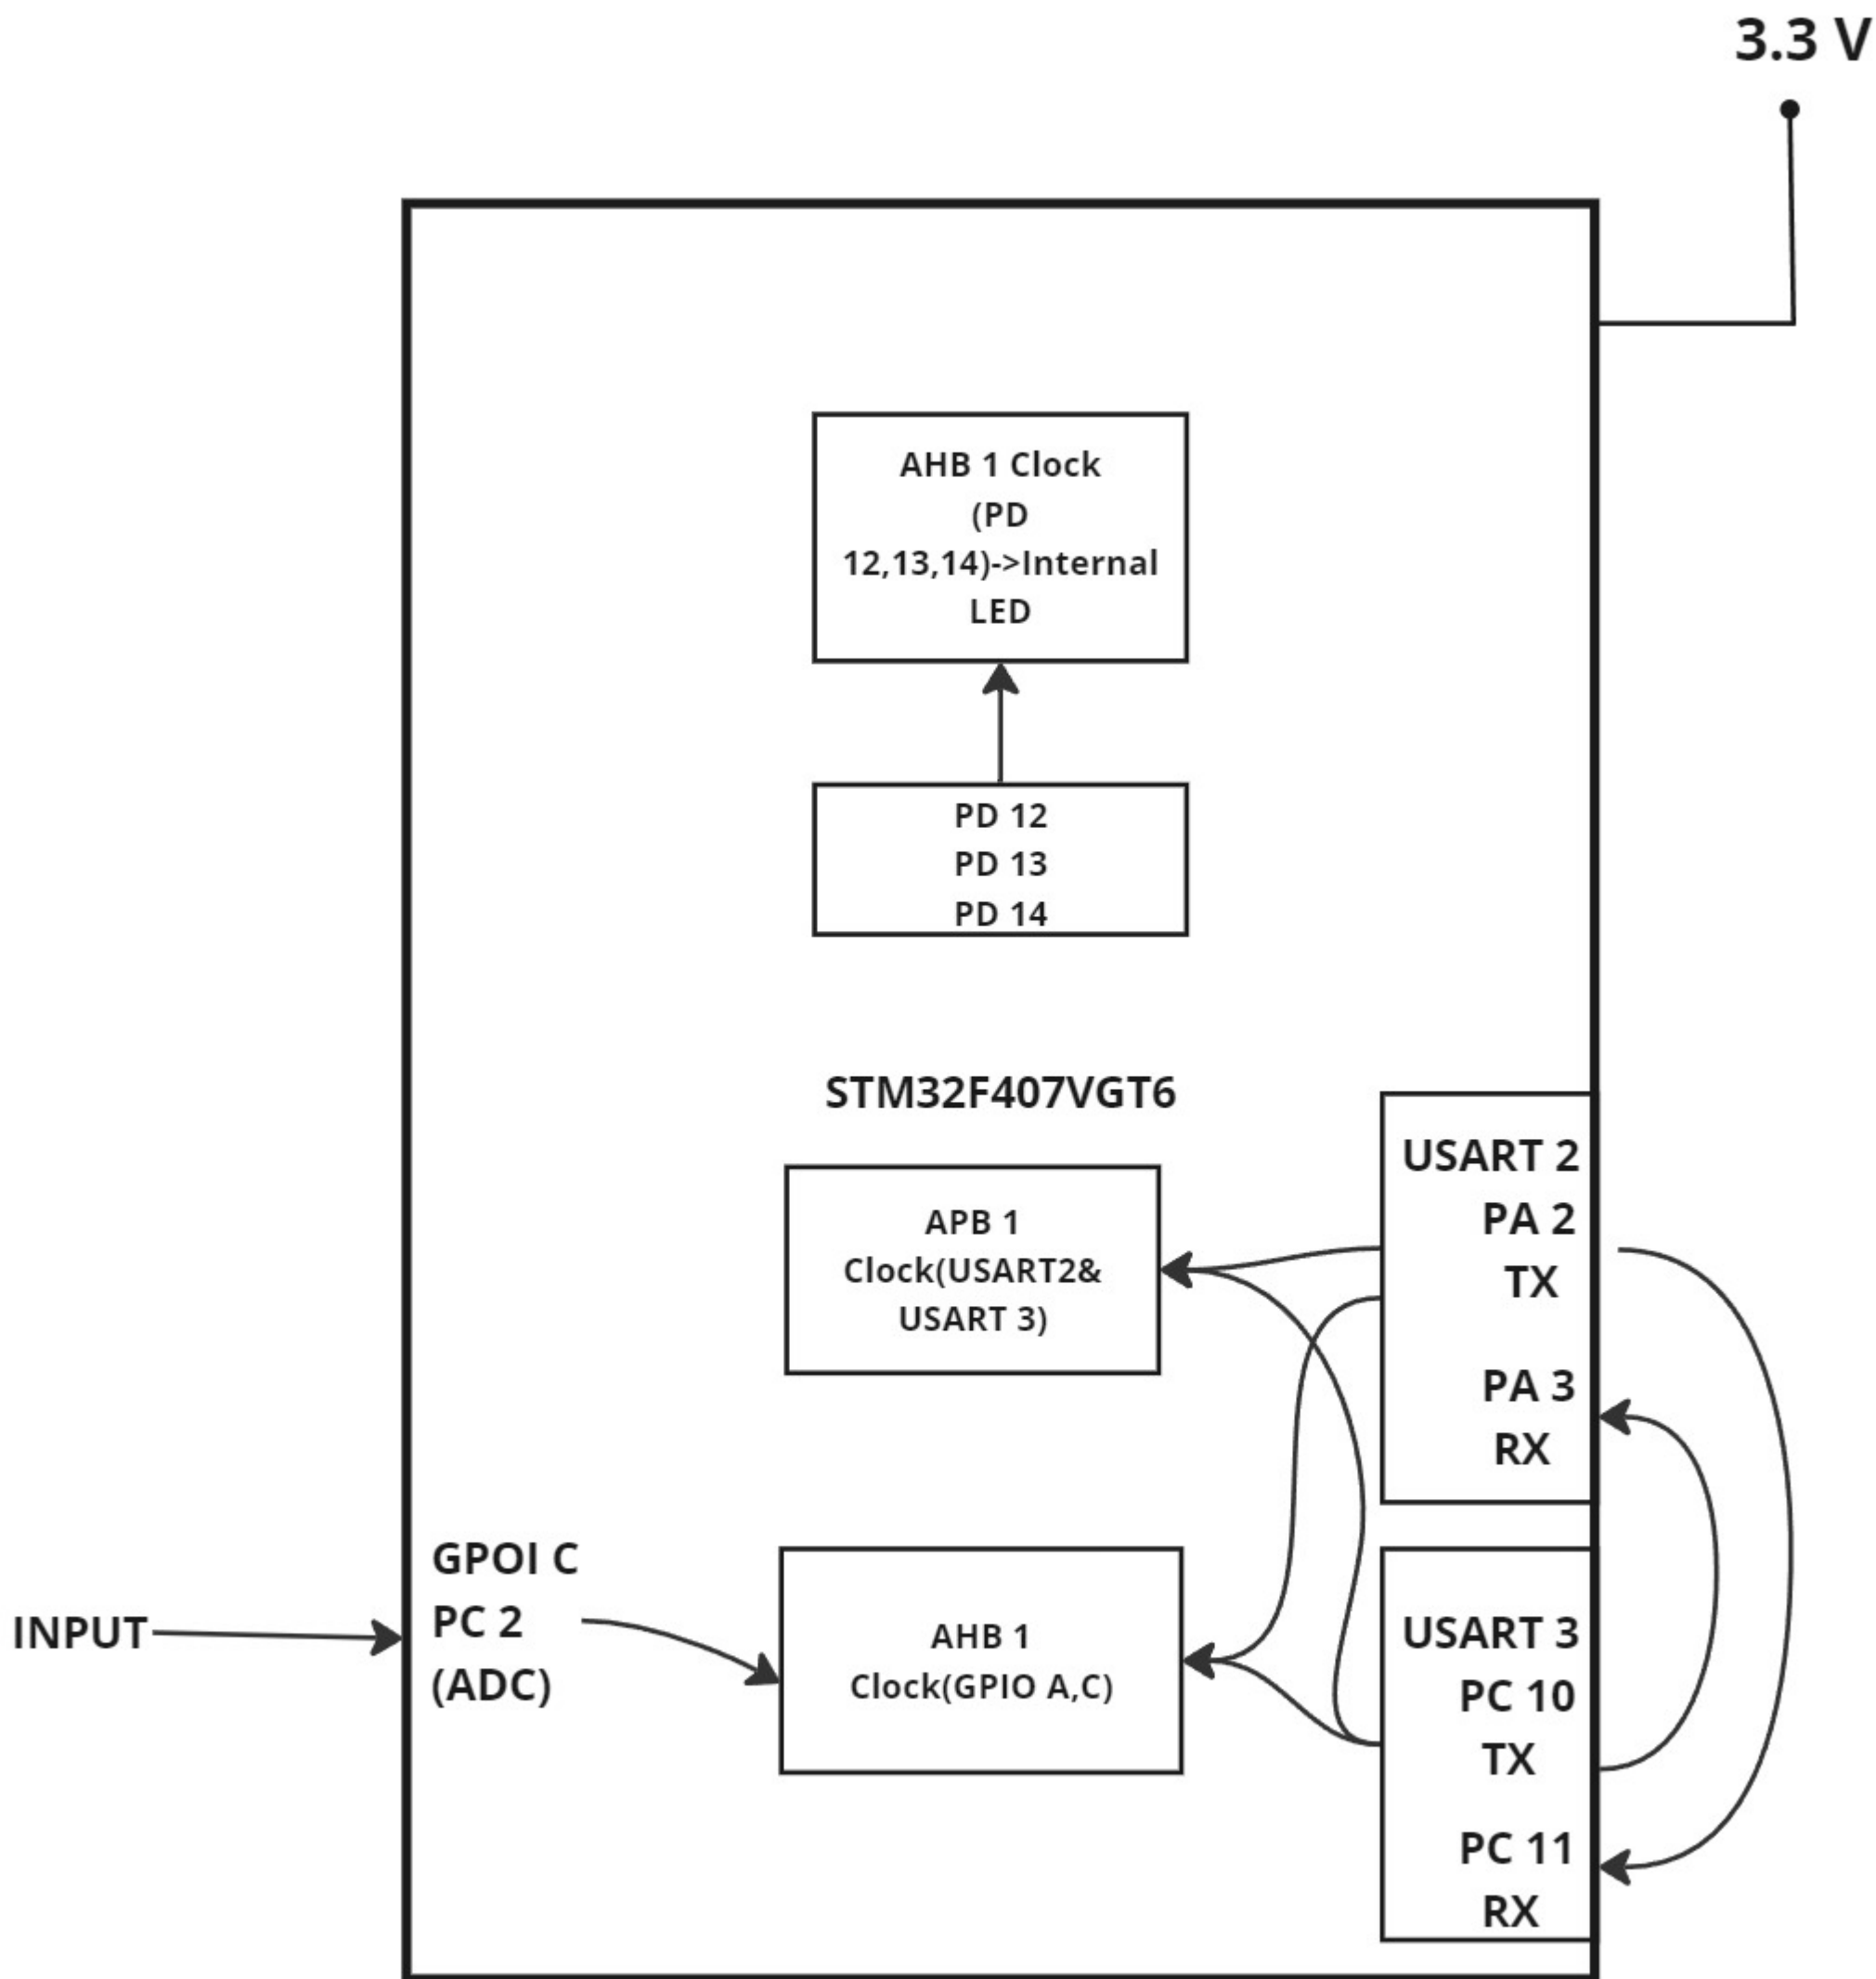 3.3 V
AHB 1 Clock
(PD
12,13,14)->Internal
LED
PD 12
PD 13
PD 14
STM32F407VGT6
APB 1
Clock(USART2&
USART 3)
USART 2
PA 2
TX
PA 3
RX
INPUT
GPOI C
PC 2
(ADC)
AHB 1
Clock(GPIO A,C)
USART 3
PC 10
TX
PC 11
RX